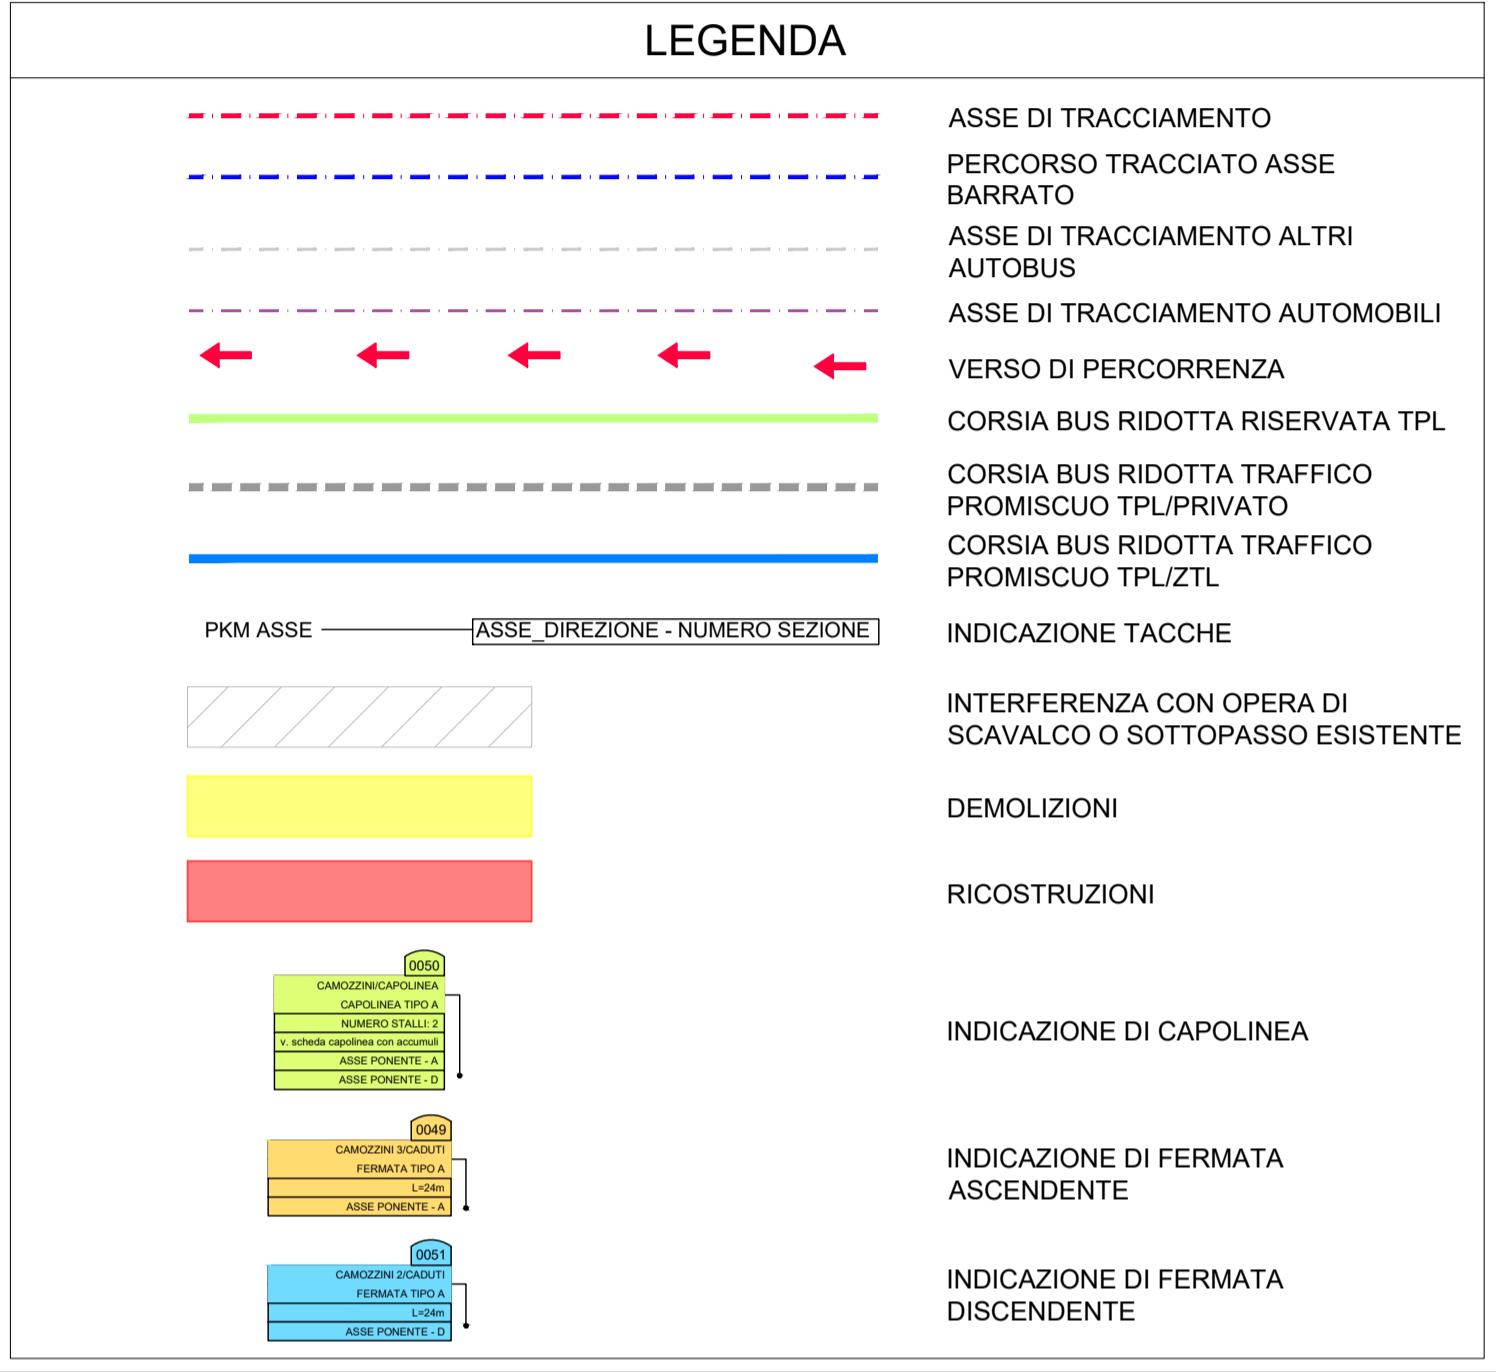 LEGENDA
ASSE DI TRACCIAMENTO
PERCORSO TRACCIATO ASSE
BARRATO
ASSE DI TRACCIAMENTO ALTRI
AUTOBUS
ASSE DI TRACCIAMENTO AUTOMOBILI
VERSO DI PERCORRENZA
CORSIA BUS RIDOTTA RISERVATA TPL
CORSIA BUS RIDOTTA TRAFFICO
PROMISCUO TPL/PRIVATO
CORSIA BUS RIDOTTA TRAFFICO
PROMISCUO TPL/ZTL
PKM ASSE
ASSE_DIREZIONE - NUMERO SEZIONE
INDICAZIONE TACCHE
INTERFERENZA CON OPERA DI
SCAVALCO O SOTTOPASSO ESISTENTE
DEMOLIZIONI
RICOSTRUZIONI
0050
CAMOZZINI/CAPOLINEA
CAPOLINEA TIPO A
NUMERO STALLI: 2
v. scheda capolinea con accumuli
ASSE PONENTE - A
ASSE PONENTE - D
INDICAZIONE DI CAPOLINEA
0049
CAMOZZINI 3/CADUTI
FERMATA TIPO A
L=24m
ASSE PONENTE - A
INDICAZIONE DI FERMATA
ASCENDENTE
0051
CAMOZZINI 2/CADUTI
FERMATA TIPO A
L=24m
ASSE PONENTE - D
INDICAZIONE DI FERMATA
DISCENDENTE